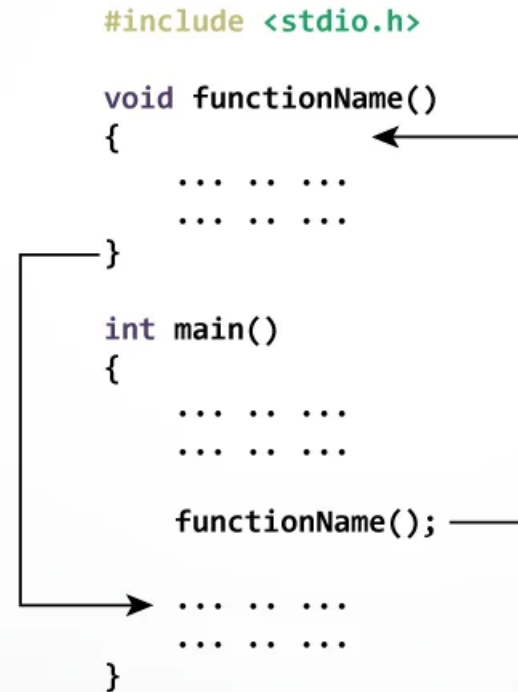 #include <stdio.h>
void functionName()
{
... .. ...
... .. ...
}
int main()
{
... .. ...
... .. ...
functionName();
... .. ...
... .. ...
}